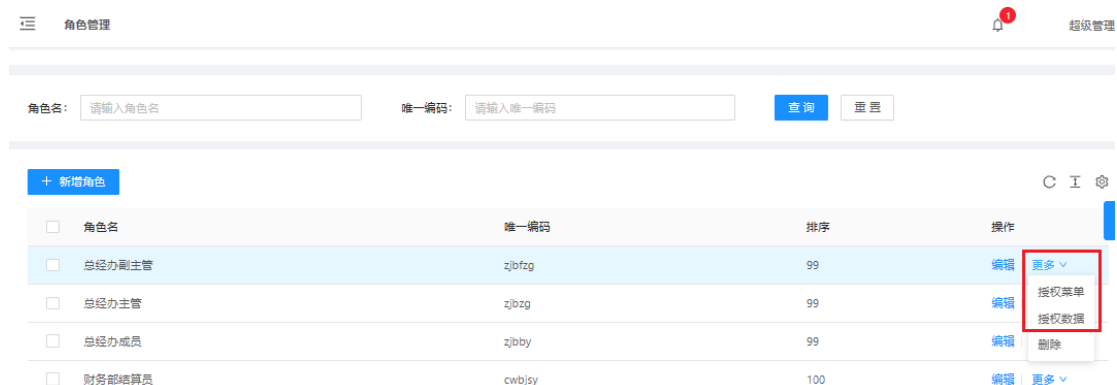 角色管理
1
超级管理
角色名: 请输入角色名 唯一编码: 请输入唯一编码 查 询 重 置
+ 新增角色
角色名 唯一编码 排序 操作
总经办副主管 zjbfzg 99 编辑 更多
授权菜单
总经办主管 zjbzg 99 编辑
授权数据
总经办成员 zjbby 99 编辑
删除
财务部结算员 cwbjsy 100 编辑 更多